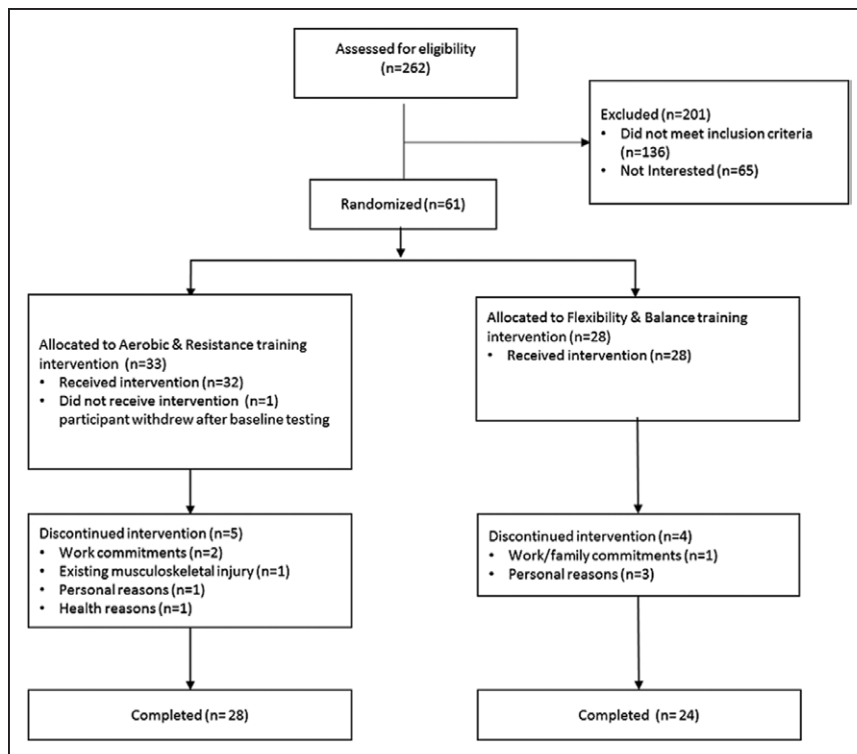 Assessed for eligibility
(n=262)
Excluded (n=201)
• Did not meet inclusion criteria
(n=136)
• Not Interested (n=65)
Randomized (n=61)
Allocated to Aerobic & Resistance training
intervention (n=33)
• Received intervention (n=32)
• Did not receive intervention (n=1)
participant withdrew after baseline testing
Allocated to Flexibility & Balance training
intervention (n=28)
• Received intervention (n=28)
Discontinued intervention (n=5)
• Work commitments (n=2)
• Existing musculoskeletal injury (n=1)
• Personal reasons (n=1)
• Health reasons (n=1)
Discontinued intervention (n=4)
• Work/family commitments (n=1)
• Personal reasons (n=3)
Completed (n= 28)
Completed (n= 24)